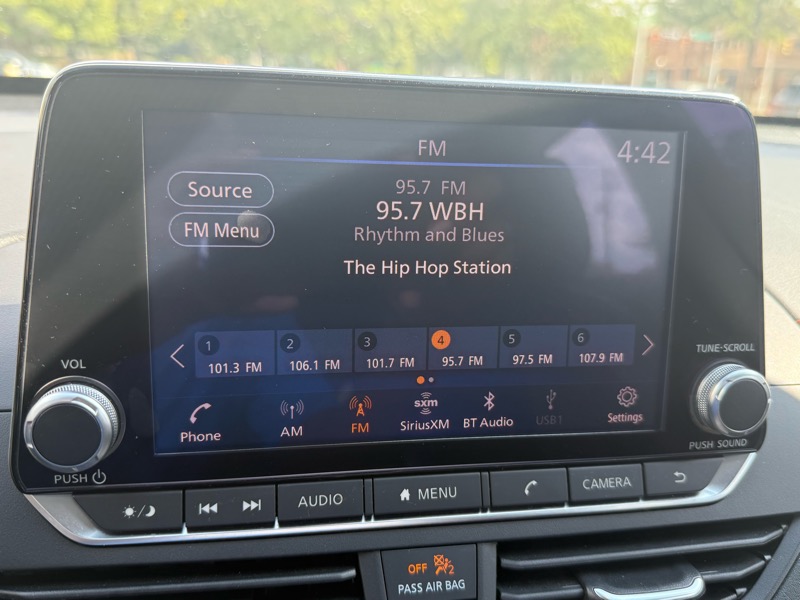 FM
4:42
Source
FM Menu
95.7 FM
95.7 WBH
Rhythm and Blues
The Hip Hop Station
1
101.3 FM
2
106.1 FM
3
101.7 FM
4
95.7 FM
5
97.5 FM
6
107.9 FM
Phone
AM
FM
sxm
SiriusXM
BT Audio
USB1
Settings
VOL
PUSH
TUNE·SCROLL
PUSH SOUND
AUDIO
MENU
CAMERA
OFF
2
PASS AIR BAG